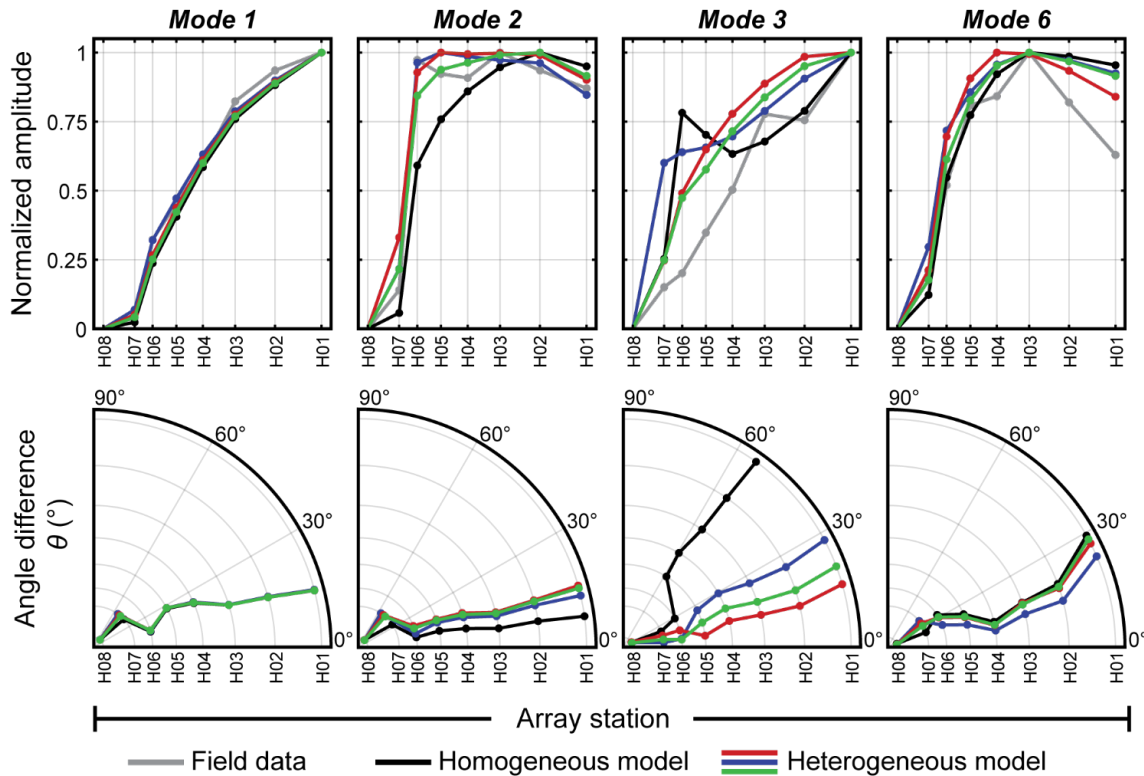 Mode 1 Mode 2 Mode 3 Mode 6
Normalized amplitude
1
0.75
0.5
0.25
0
H08 H07 H06 H05 H04 H03 H02 H01 H08 H07 H06 H05 H04 H03 H02 H01 H08 H07 H06 H05 H04 H03 H02 H01 H08 H07 H06 H05 H04 H03 H02 H01
Angle difference
θ (°)
90° 90° 90° 90°
60° 60° 60° 60°
30° 30° 30° 30°
0° 0° 0° 0°
H08 H07 H06 H05 H04 H03 H02 H01 H08 H07 H06 H05 H04 H03 H02 H01 H08 H07 H06 H05 H04 H03 H02 H01 H08 H07 H06 H05 H04 H03 H02 H01
Array station
Field data Homogeneous model Heterogeneous model